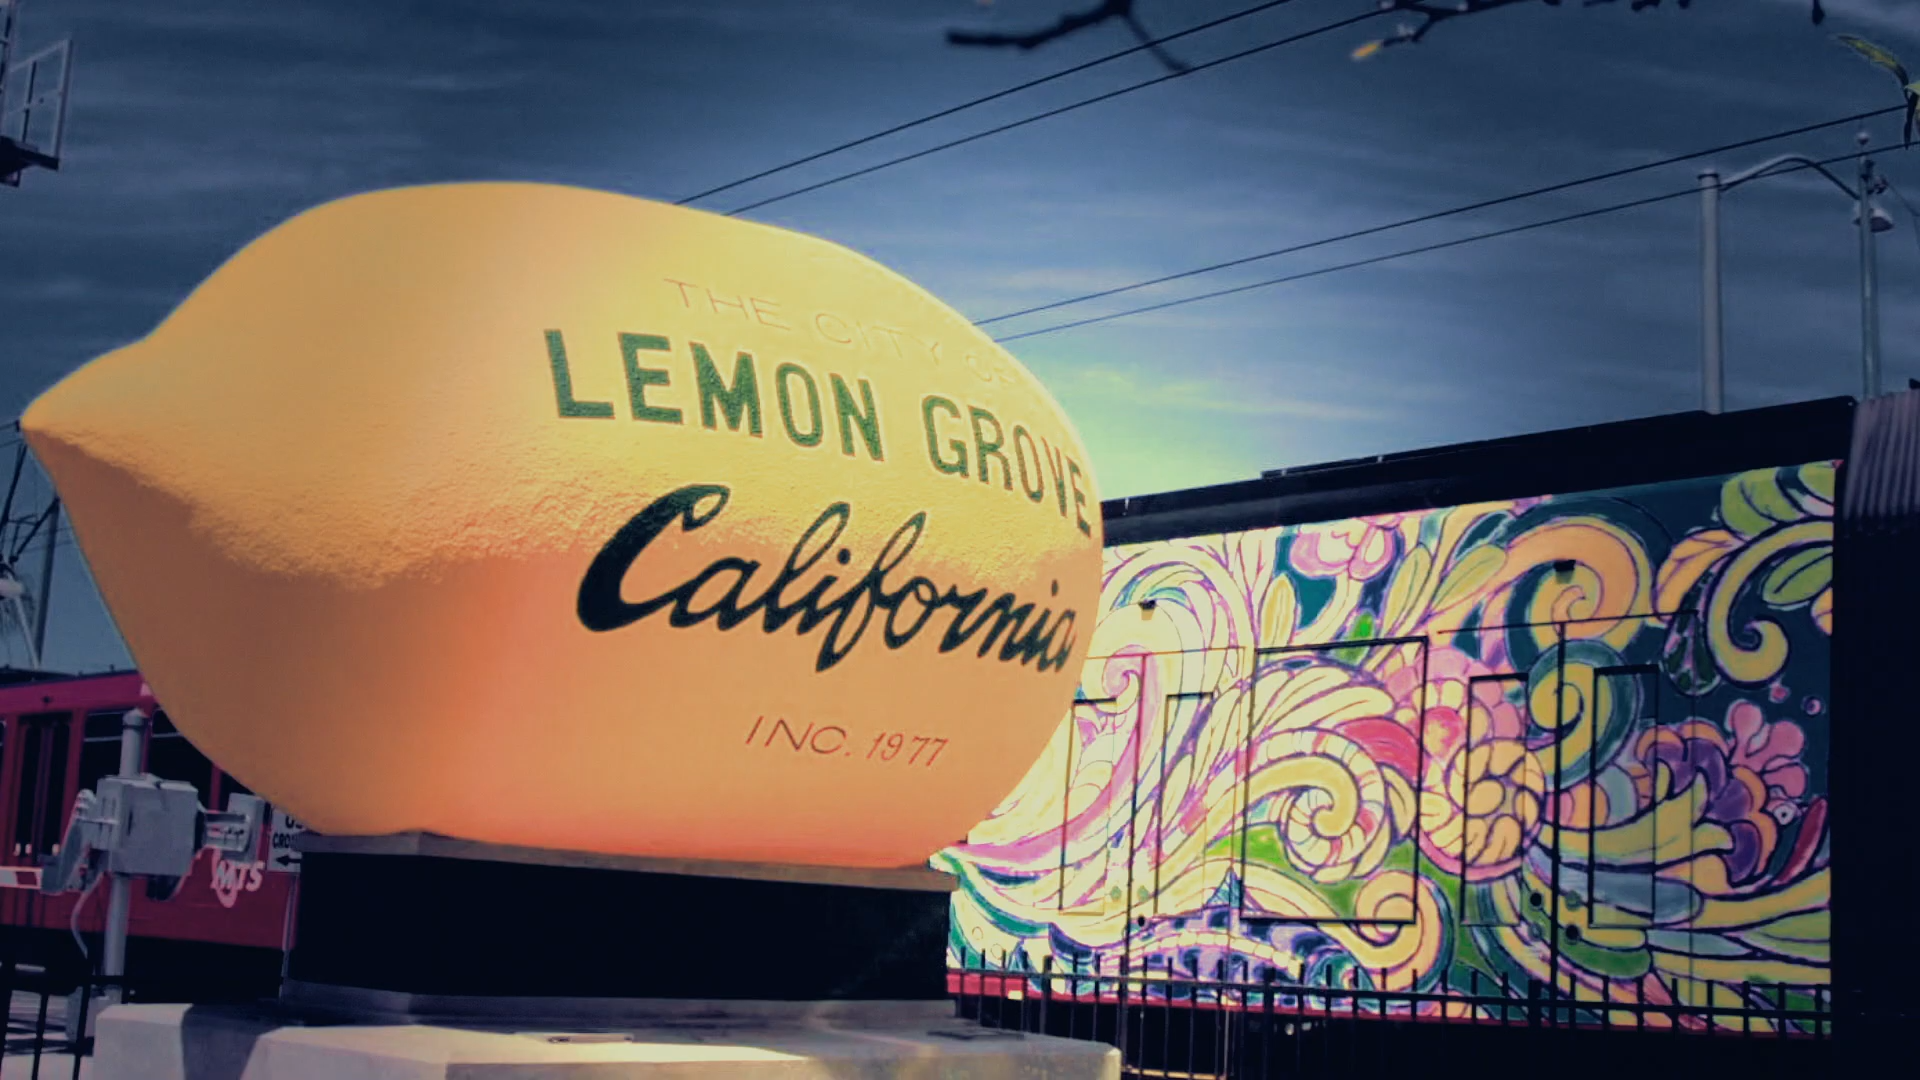 THE CITY OF
LEMON GROVE
California
INC. 1977
MTS